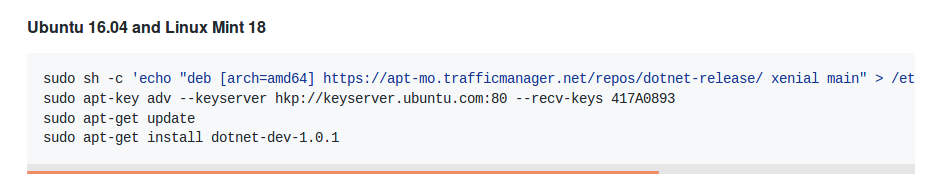 Ubuntu 16.04 and Linux Mint 18
sudo sh -c 'echo "deb [arch=amd64] https://apt-mo.trafficmanager.net/repos/dotnet-release/ xenial main" > /et
sudo apt-key adv --keyserver hkp://keyserver.ubuntu.com:80 --recv-keys 417A0893
sudo apt-get update
sudo apt-get install dotnet-dev-1.0.1